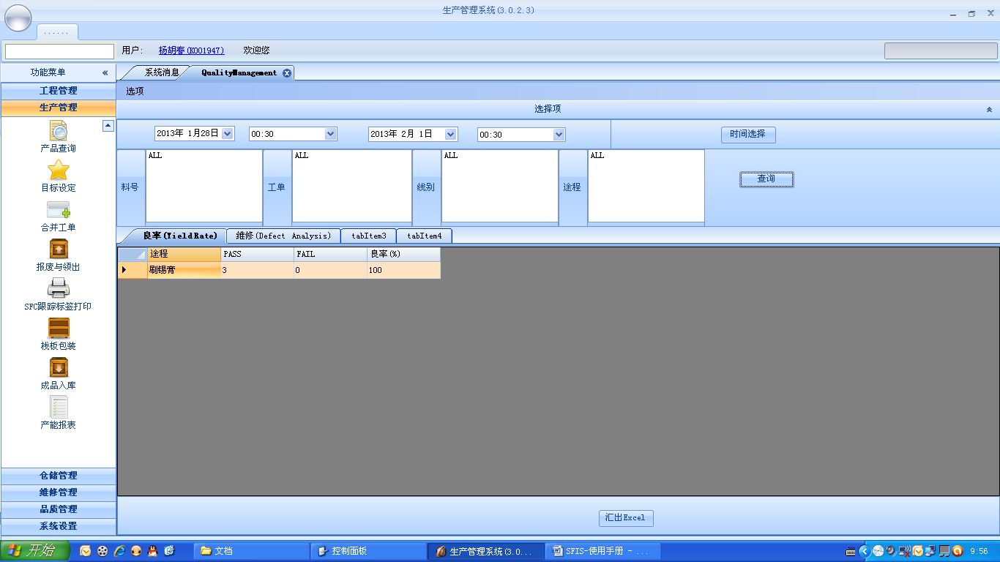 生产管理系统(3.0.2.3)
......
用户: 杨胡春(K001947) 欢迎您
功能菜单 «
系统消息 QualityManagement
工程管理
选项
生产管理
选择项
产品查询
2013年 1月28日 00:30 2013年 2月 1日 00:30 时间选择
料号 ALL 工单 ALL 线别 ALL 途程 ALL 查询
目标设定
合并工单
良率(YieldRate) 维修(Defect Analysis) tabItem3 tabItem4
途程 PASS FAIL 良率(%)
刷锡膏 3 0 100
报废与领出
SFC跟踪标签打印
栈板包装
成品入库
产能报表
仓储管理
维修管理
品质管理
系统设置
汇出Excel
开始 文档 控制面板 生产管理系统(3.0... SFIS-使用手册 - ... 9:56